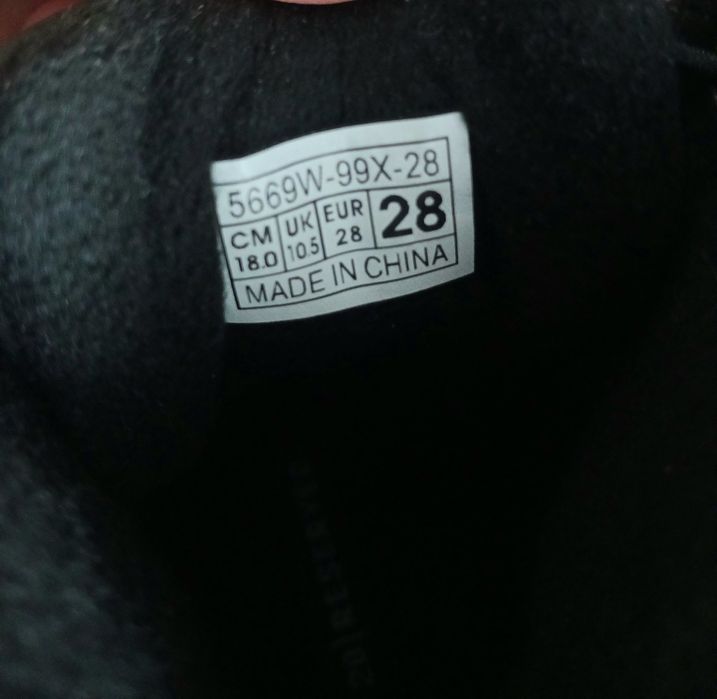 5669W-99X-28
CM UK EUR 28
18.0 10.5 28
MADE IN CHINA